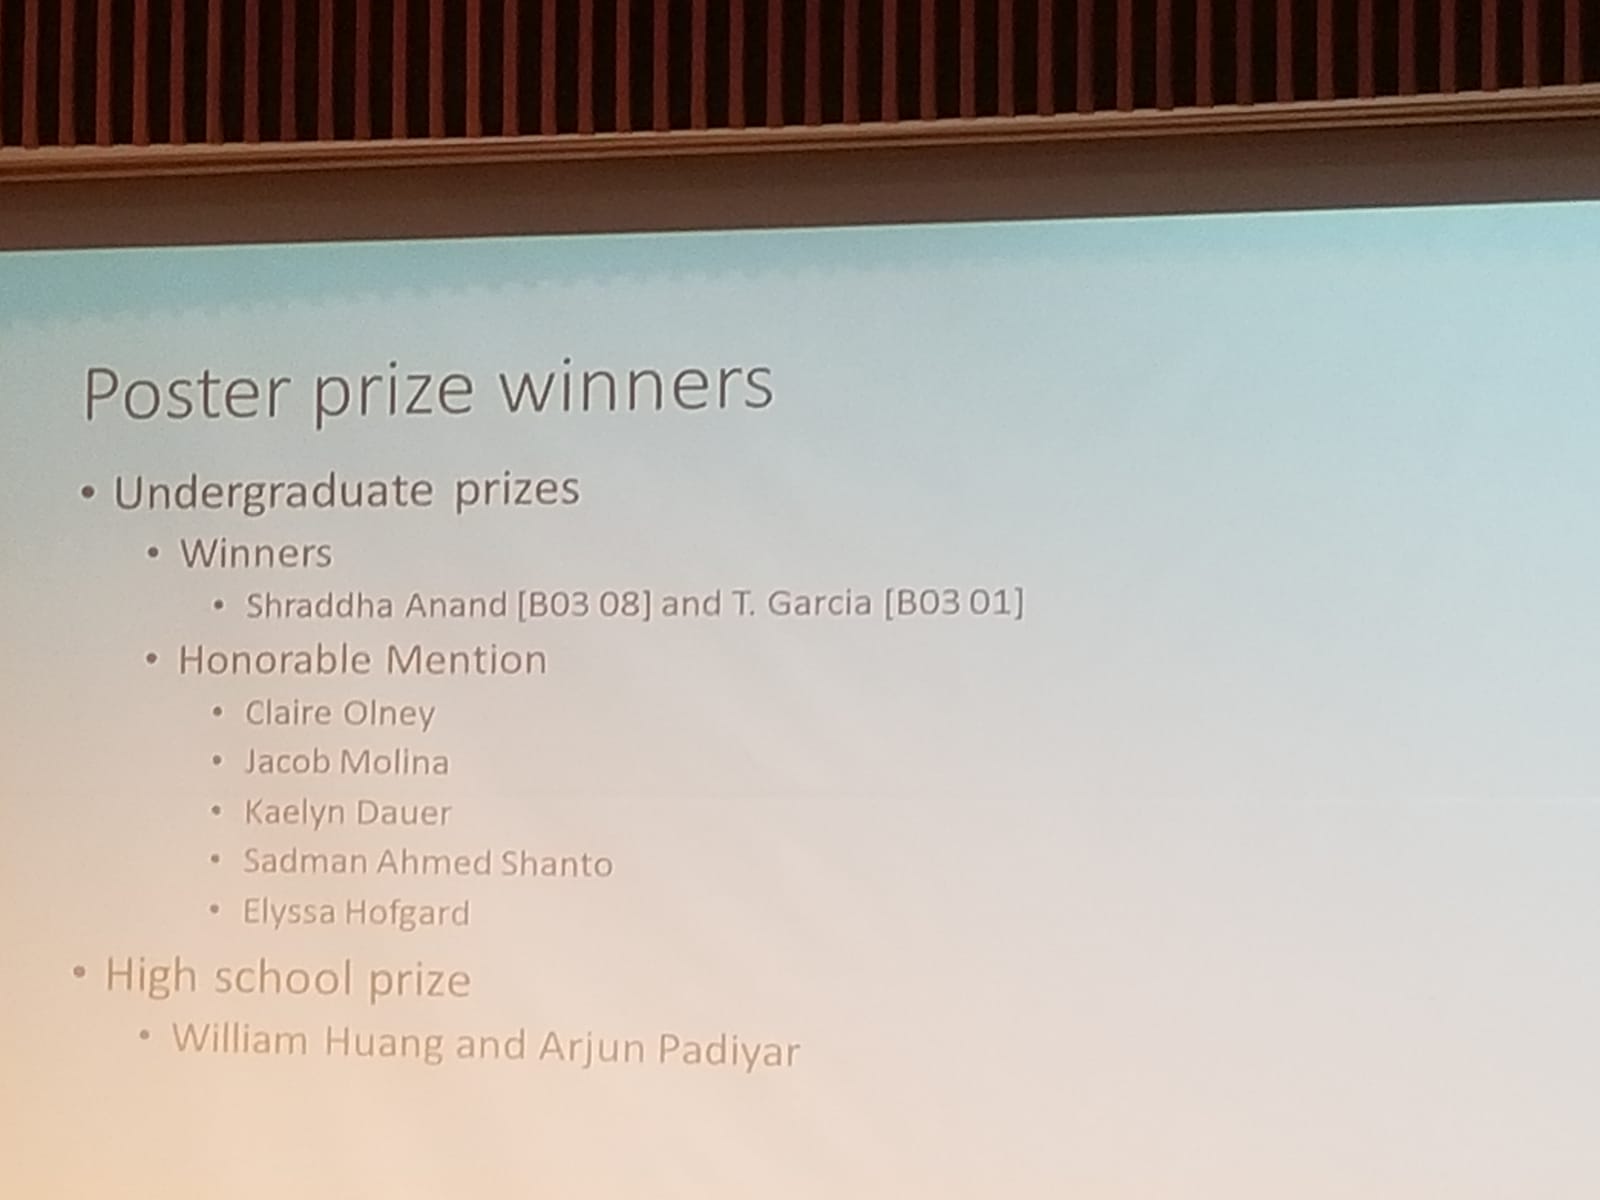 Poster prize winners
• Undergraduate prizes
• Winners
• Shraddha Anand [B03 08] and T. Garcia [B03 01]
• Honorable Mention
• Claire Olney
• Jacob Molina
• Kaelyn Dauer
• Sadman Ahmed Shanto
• Elyssa Hofgard
• High school prize
• William Huang and Arjun Padiyar